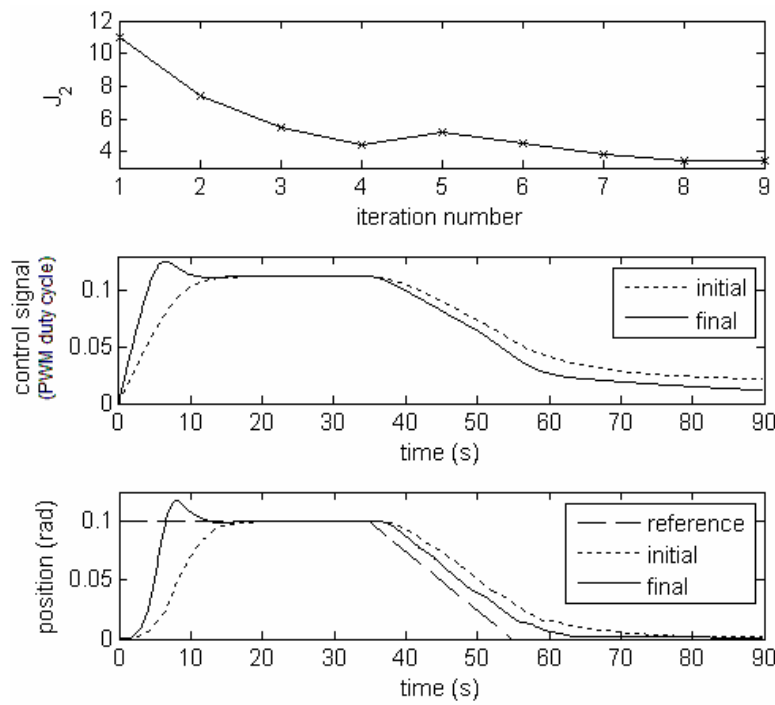 12
10
8
6
4
J2
1 2 3 4 5 6 7 8 9
iteration number
0.1
0.05
0
control signal
(PWM duty cycle)
initial
final
0 10 20 30 40 50 60 70 80 90
time (s)
0.1
0.05
0
position (rad)
reference
initial
final
0 10 20 30 40 50 60 70 80 90
time (s)